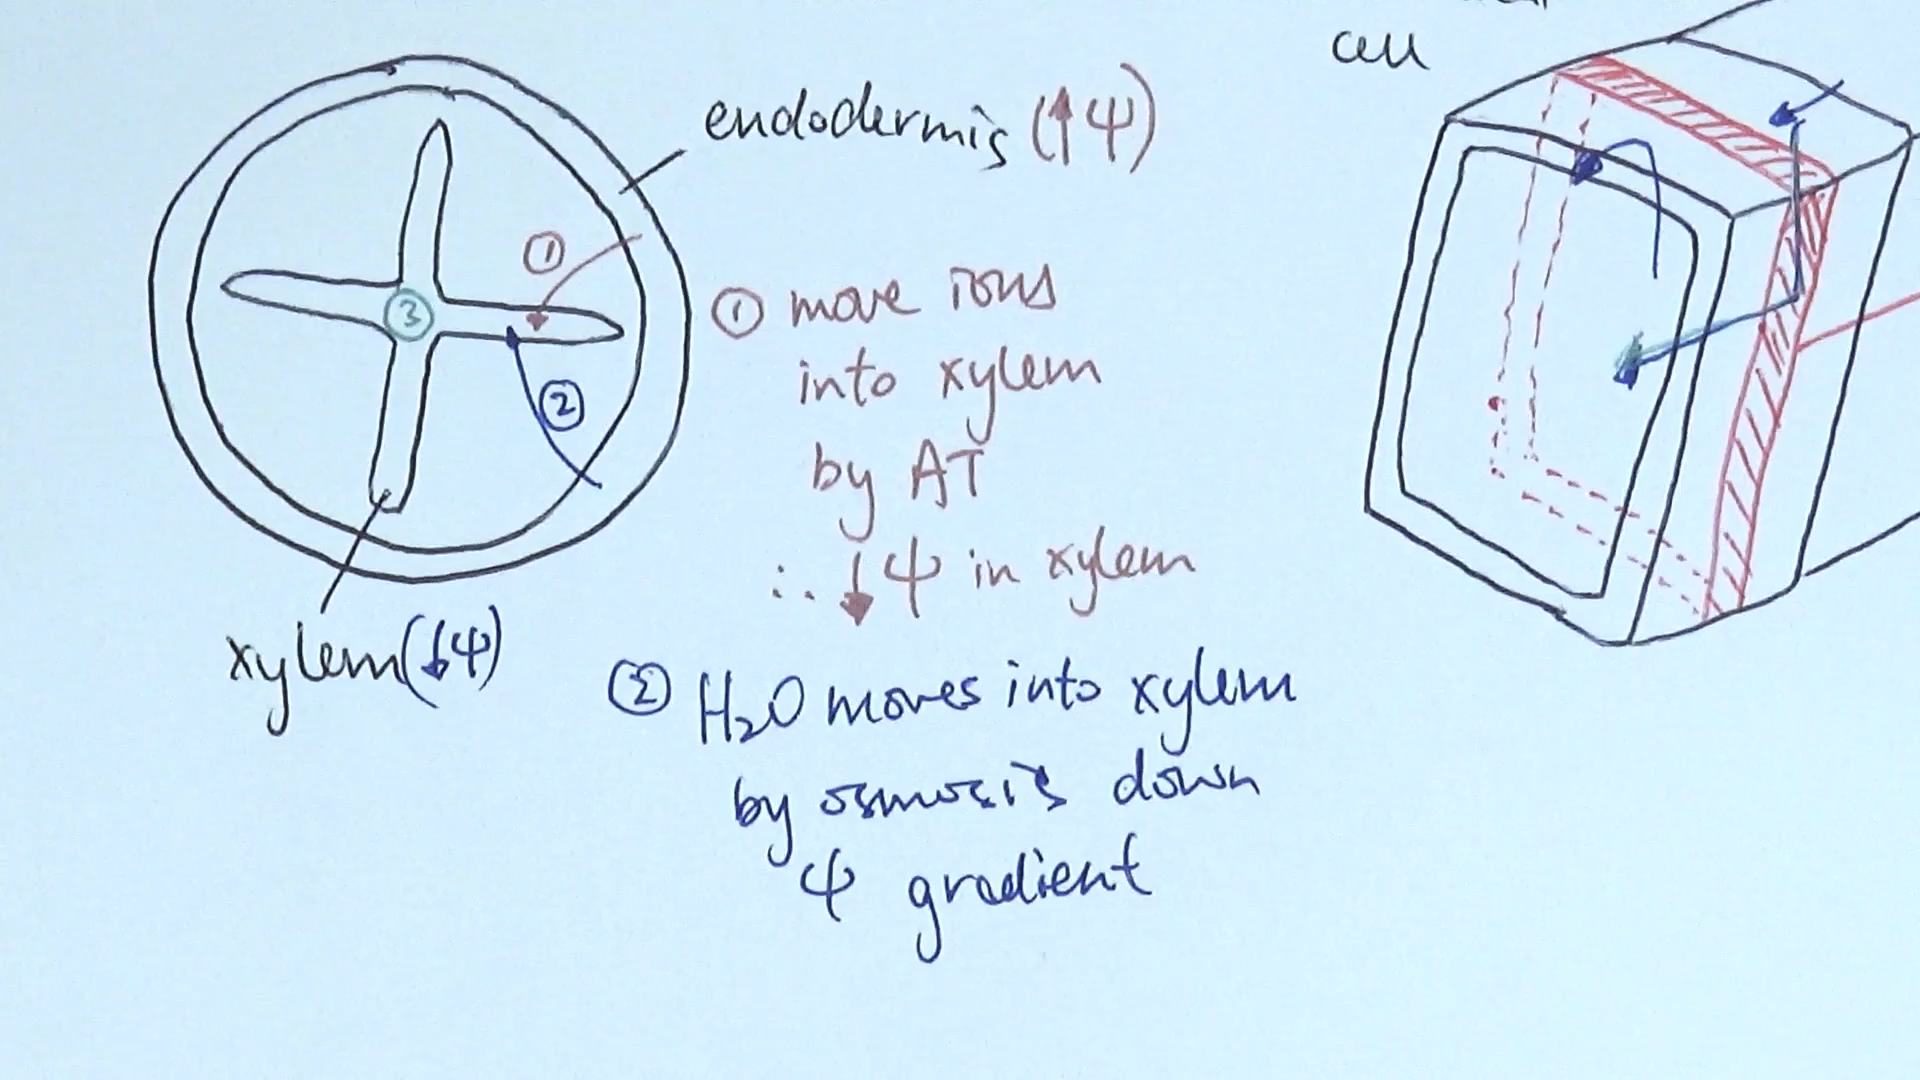 cell
endodermis (↑Ψ)
①
③
②
① move ions
into xylem
by AT
∴ ↓Ψ in xylem
xylem(↓Ψ)
② H₂O moves into xylem
by osmosis down
Ψ gradient